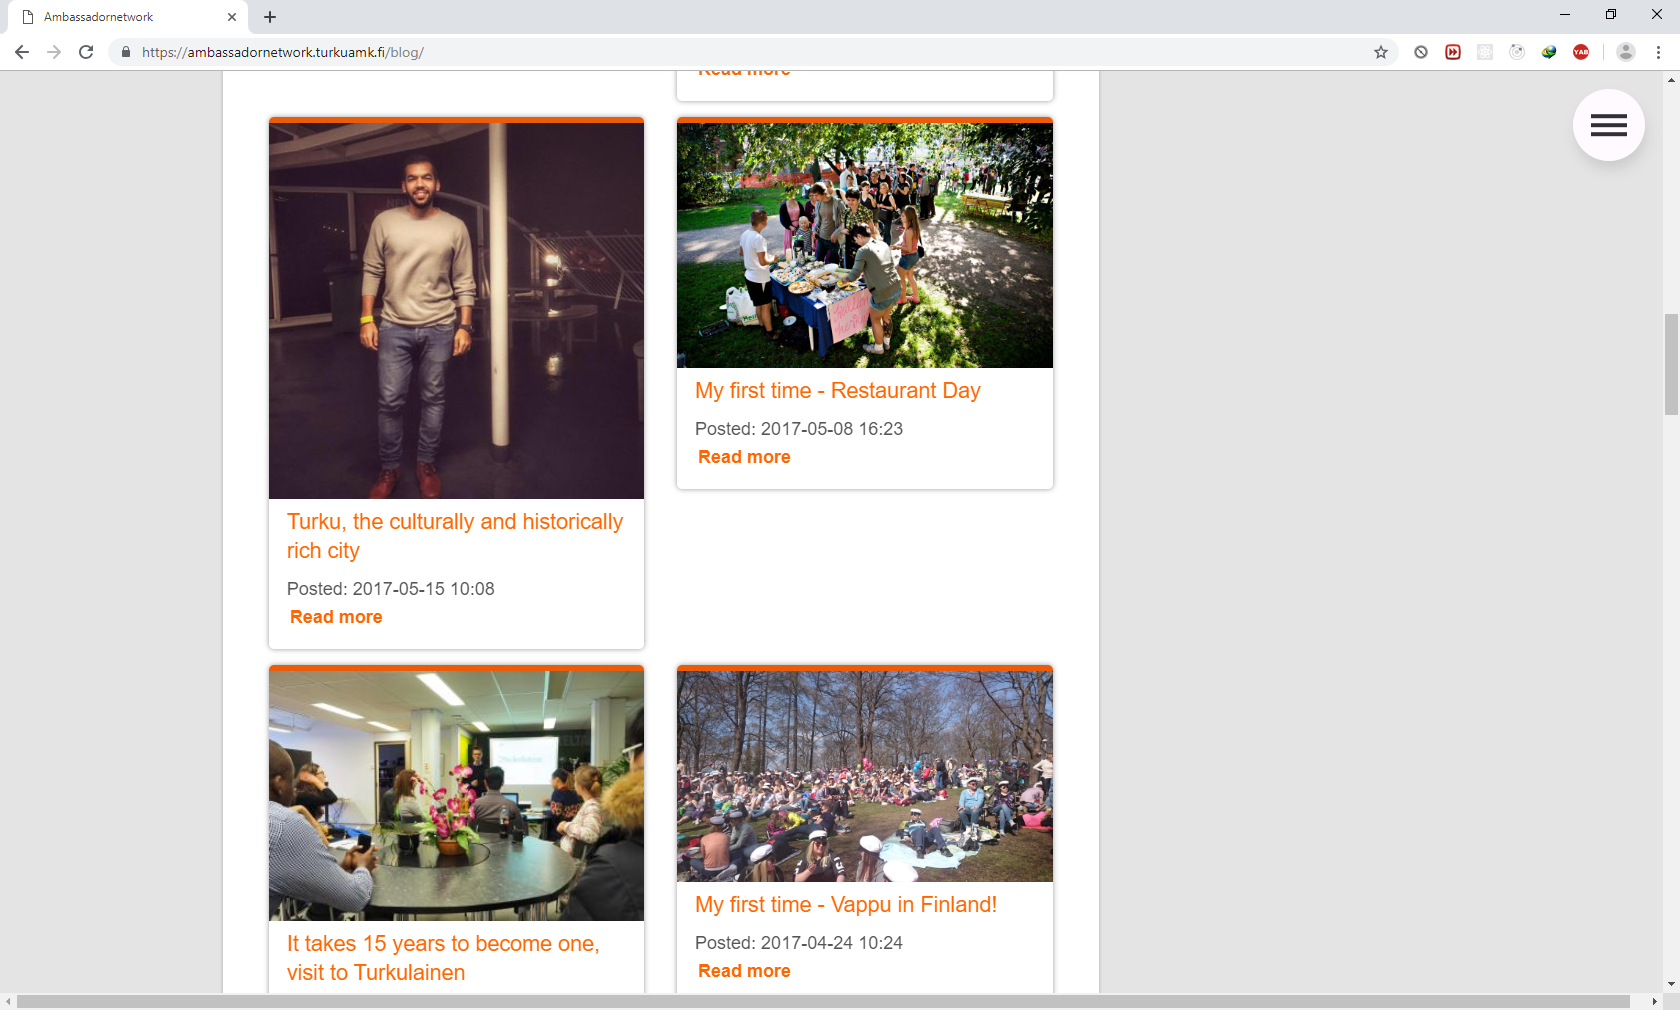 Ambassadornetwork
https://ambassadornetwork.turkuamk.fi/blog/
YAB
Read more
Turku, the culturally and historically
rich city
Posted: 2017-05-15 10:08
Read more
My first time - Restaurant Day
Posted: 2017-05-08 16:23
Read more
It takes 15 years to become one,
visit to Turkulainen
My first time - Vappu in Finland!
Posted: 2017-04-24 10:24
Read more